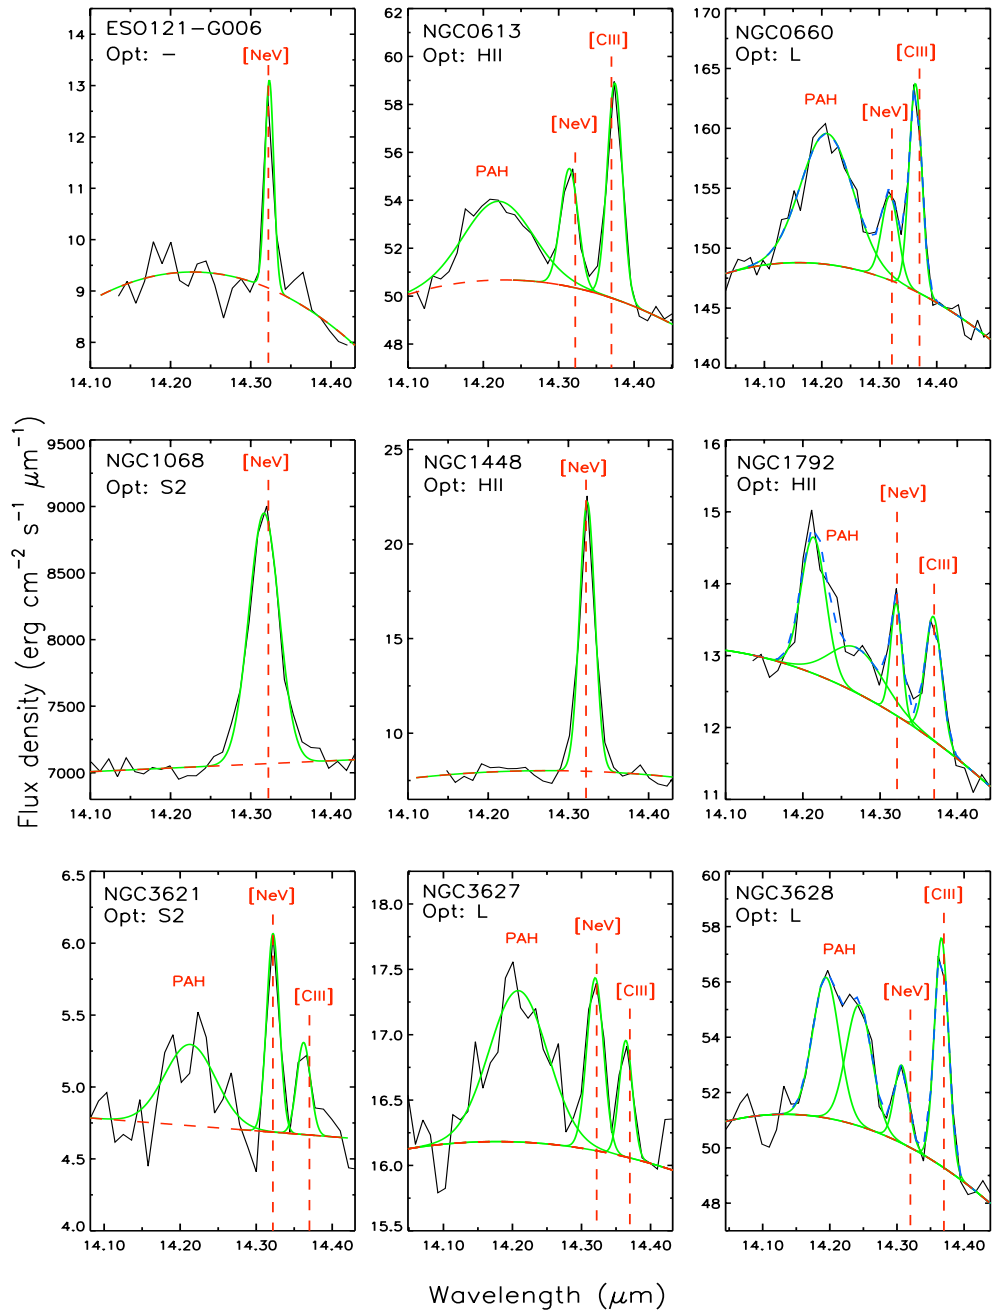 ESO121-G006
Opt: -
[NeV]
14
13
12
11
10
9
8
14.10 14.20 14.30 14.40
NGC0613
Opt: HII
[CIII]
[NeV]
PAH
62
60
58
56
54
52
50
48
14.10 14.20 14.30 14.40
NGC0660
Opt: L
[CIII]
PAH
[NeV]
170
165
160
155
150
145
140
14.10 14.20 14.30 14.40
Flux density (erg cm⁻² s⁻¹ μm⁻¹)
NGC1068
Opt: S2
[NeV]
9500
9000
8500
8000
7500
7000
14.10 14.20 14.30 14.40
NGC1448
Opt: HII
[NeV]
25
20
15
10
14.10 14.20 14.30 14.40
NGC1792
Opt: HII
[NeV]
PAH
[CIII]
16
15
14
13
12
11
14.10 14.20 14.30 14.40
NGC3621
Opt: S2
[NeV]
PAH
[CIII]
6.5
6.0
5.5
5.0
4.5
4.0
14.10 14.20 14.30 14.40
NGC3627
Opt: L
[NeV]
PAH
[CIII]
18.0
17.5
17.0
16.5
16.0
15.5
14.10 14.20 14.30 14.40
NGC3628
Opt: L
[CIII]
PAH
[NeV]
60
58
56
54
52
50
48
14.10 14.20 14.30 14.40
Wavelength (μm)